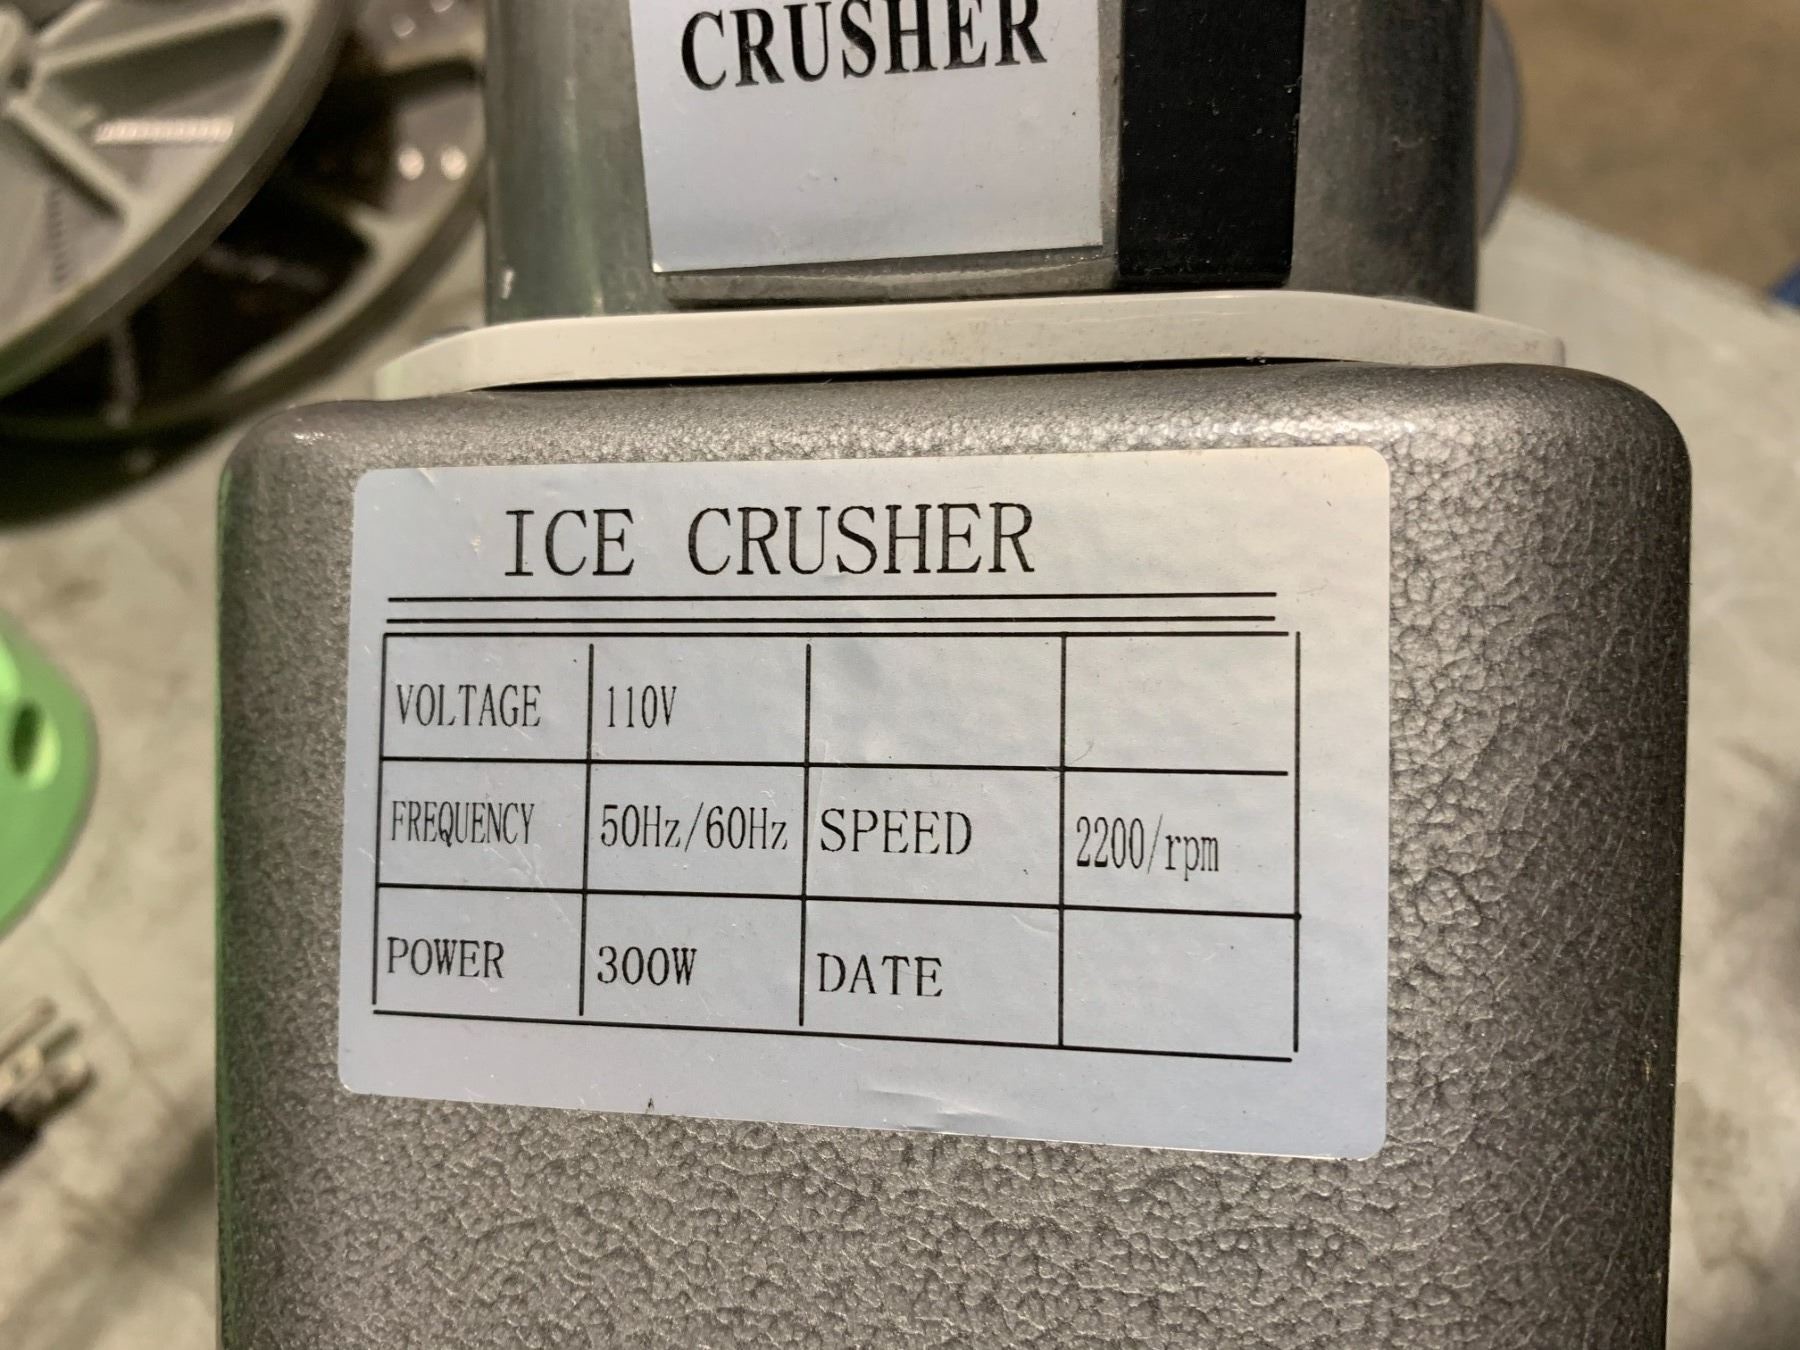 CRUSHER
ICE CRUSHER
VOLTAGE 110V
FREQUENCY 50Hz/60Hz SPEED 2200/rpm
POWER 300W DATE